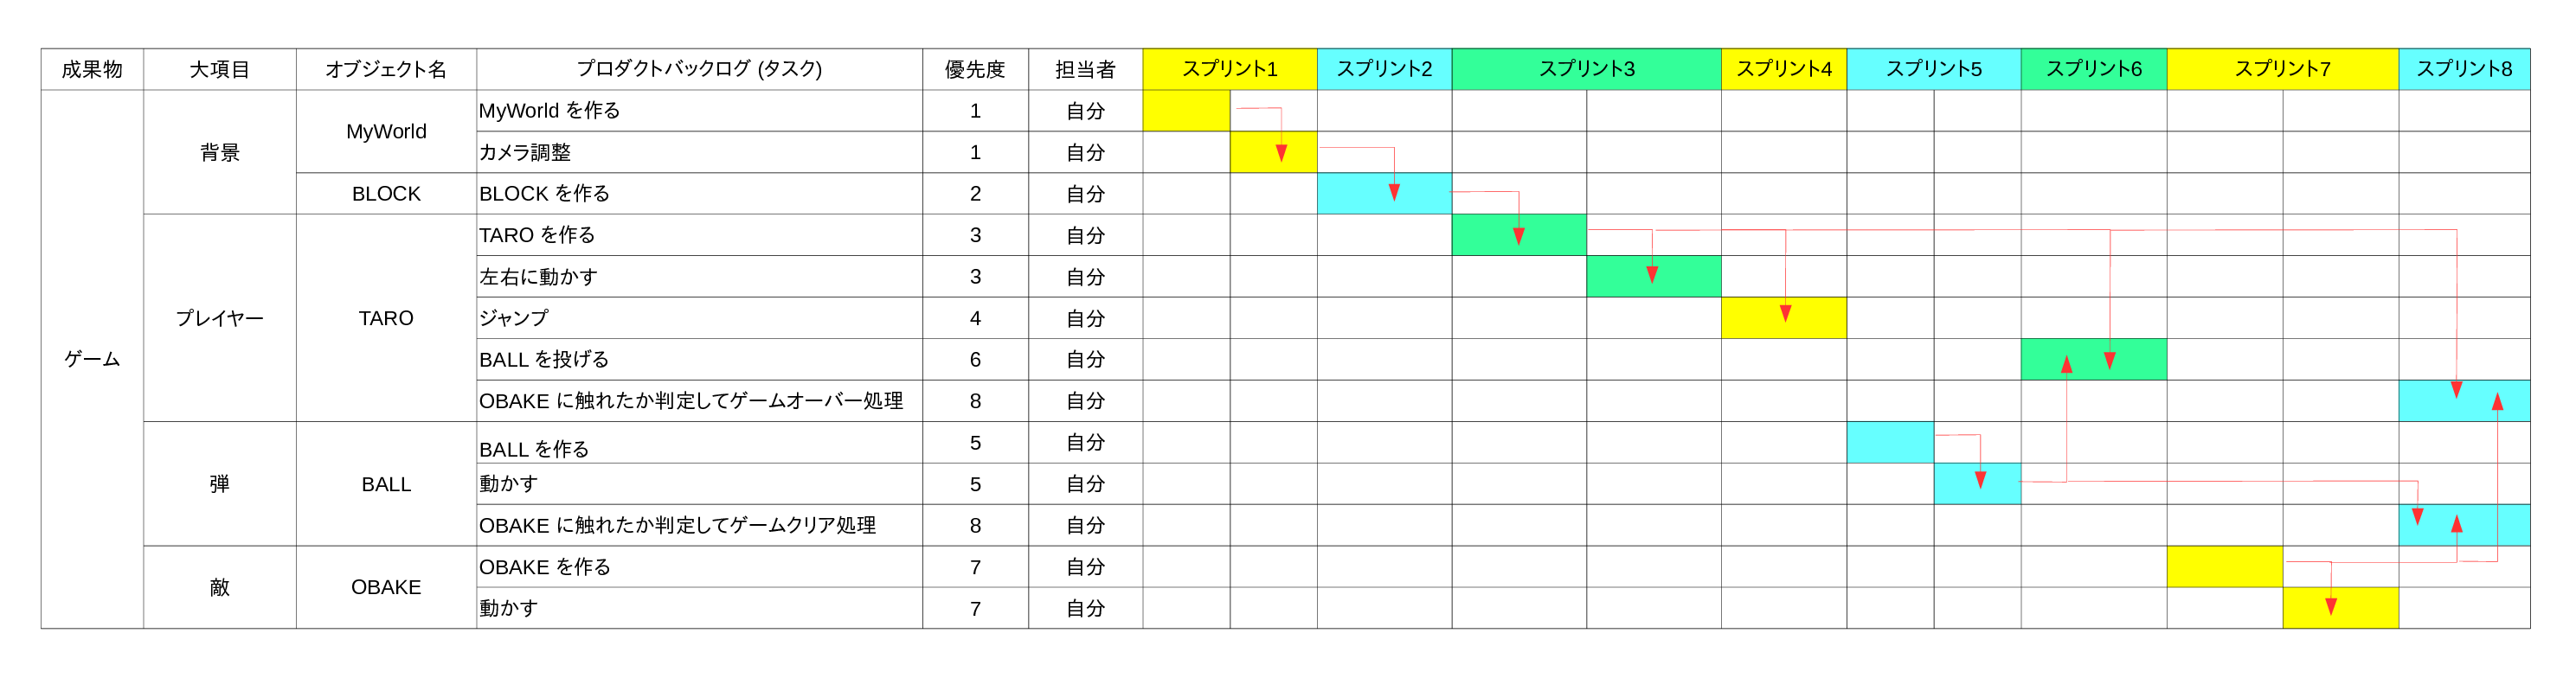 成果物 大項目 オブジェクト名 プロダクトバックログ (タスク) 優先度 担当者 スプリント1 スプリント2 スプリント3 スプリント4 スプリント5 スプリント6 スプリント7 スプリント8
ゲーム 背景 MyWorld MyWorld を作る 1 自分
カメラ調整 1 自分
BLOCK BLOCK を作る 2 自分
プレイヤー TARO TARO を作る 3 自分
左右に動かす 3 自分
ジャンプ 4 自分
BALL を投げる 6 自分
OBAKE に触れたか判定してゲームオーバー処理 8 自分
弾 BALL BALL を作る 5 自分
動かす 5 自分
OBAKE に触れたか判定してゲームクリア処理 8 自分
敵 OBAKE OBAKE を作る 7 自分
動かす 7 自分